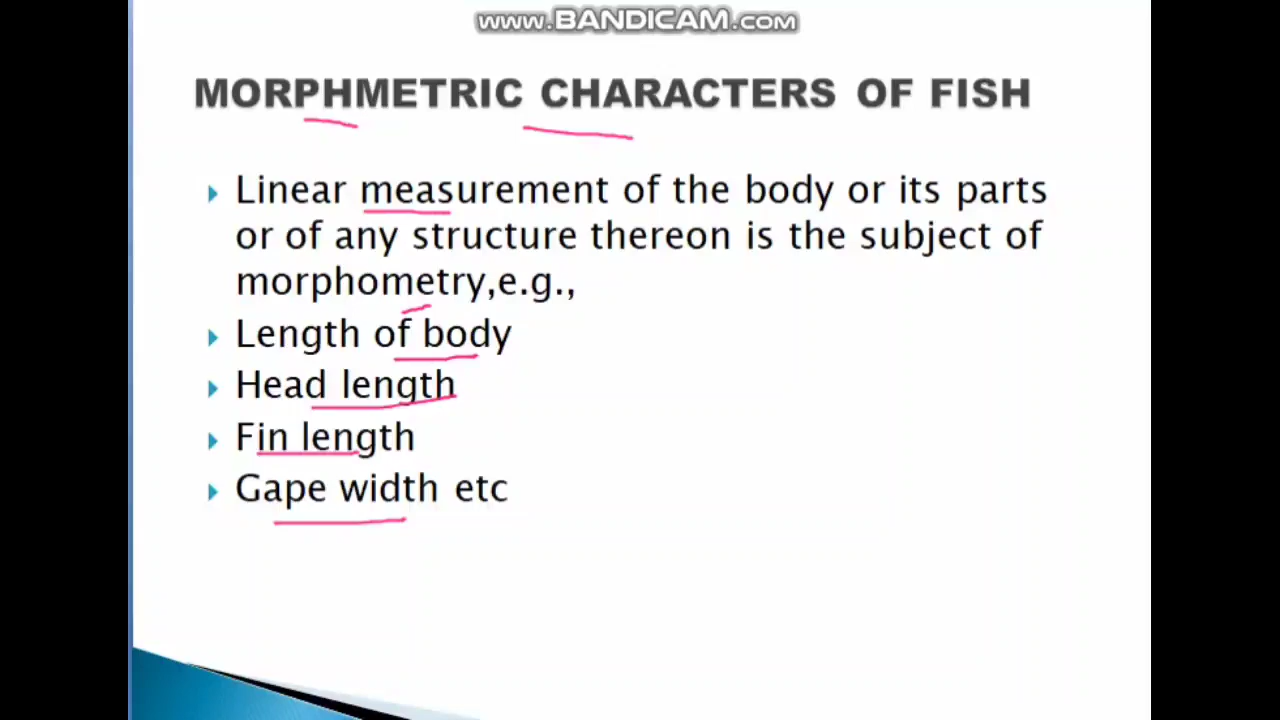 www.BANDICAM.com
MORPHMETRIC CHARACTERS OF FISH
Linear measurement of the body or its parts
or of any structure thereon is the subject of
morphometry,e.g.,
Length of body
Head length
Fin length
Gape width etc